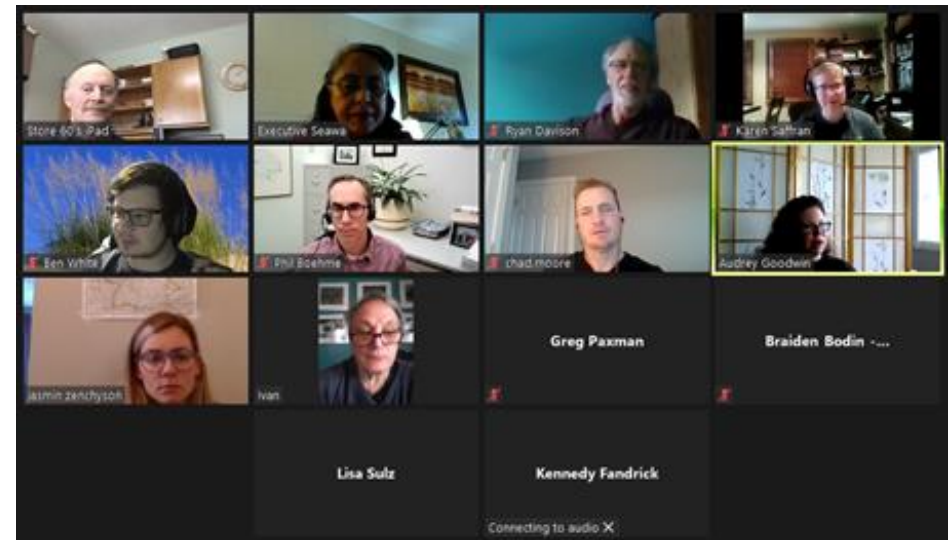 Store 60's iPad
Executive Seawa
Ryan Davison
Karen Saffran
Ben White
Phil Boehme
chad.moore
Audrey Goodwin
jasmin zenchyson
Ivan
Greg Paxman
Braiden Bodin -...
Lisa Sulz
Kennedy Fandrick
Connecting to audio